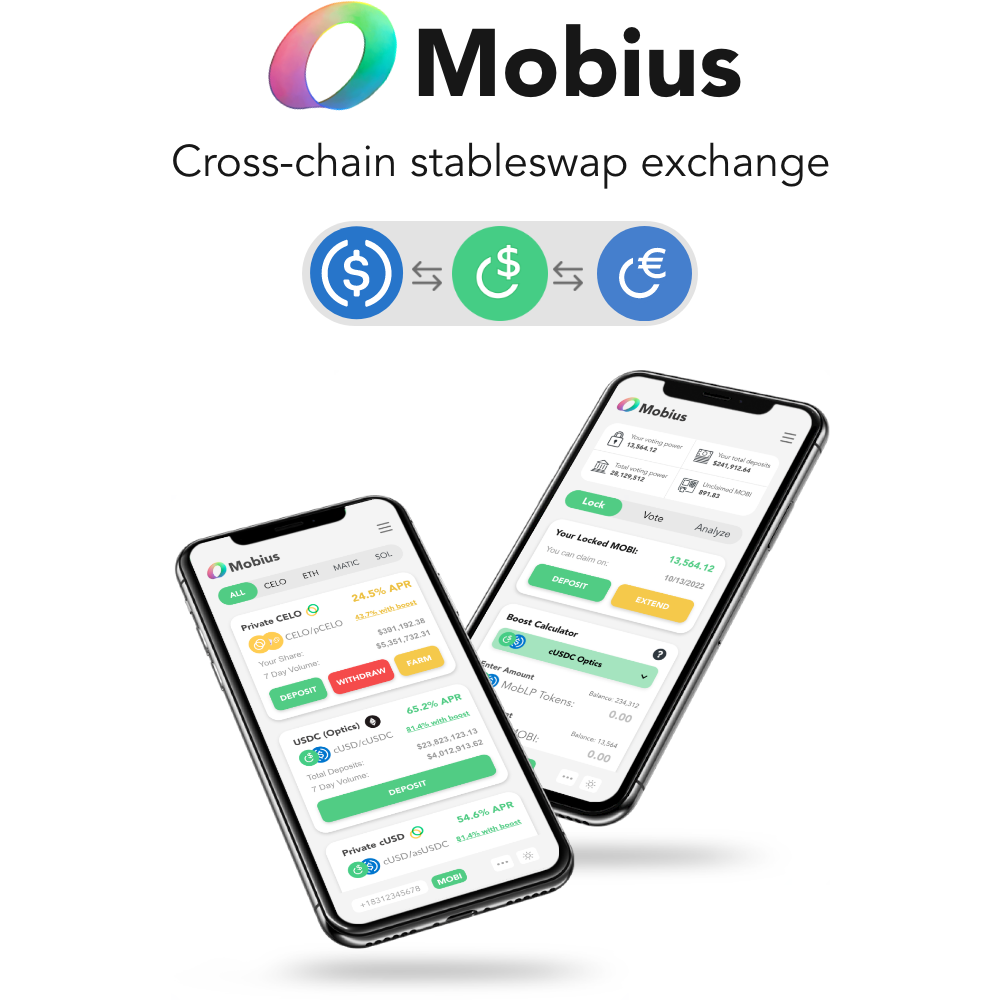 Mobius
Cross-chain stableswap exchange
Mobius
Your voting power
13,564.12
Your total deposits
$241,912.64
Total voting power
28,129,512
Unclaimed MOBI
891.83
Lock
Vote
Analyze
Your Locked MOBI:
13,564.12
You can claim on:
10/13/2022
DEPOSIT
EXTEND
Boost Calculator
?
cUSDC Optics
Enter Amount
Balance: 234,312
MobLP Tokens:
0.00
Balance: 13,564
MOBI:
0.00
Mobius
ALL
CELO
ETH
MATIC
SOL
Private CELO
24.5% APR
CELO/pCELO
43.7% with boost
Your Share:
$391,192.38
7 Day Volume:
$5,351,732.31
DEPOSIT
WITHDRAW
FARM
USDC (Optics)
65.2% APR
cUSD/cUSDC
81.4% with boost
Total Deposits:
$23,823,123.13
7 Day Volume:
$4,012,913.62
DEPOSIT
Private cUSD
54.6% APR
cUSD/asUSDC
81.4% with boost
+18312345678
MOBI